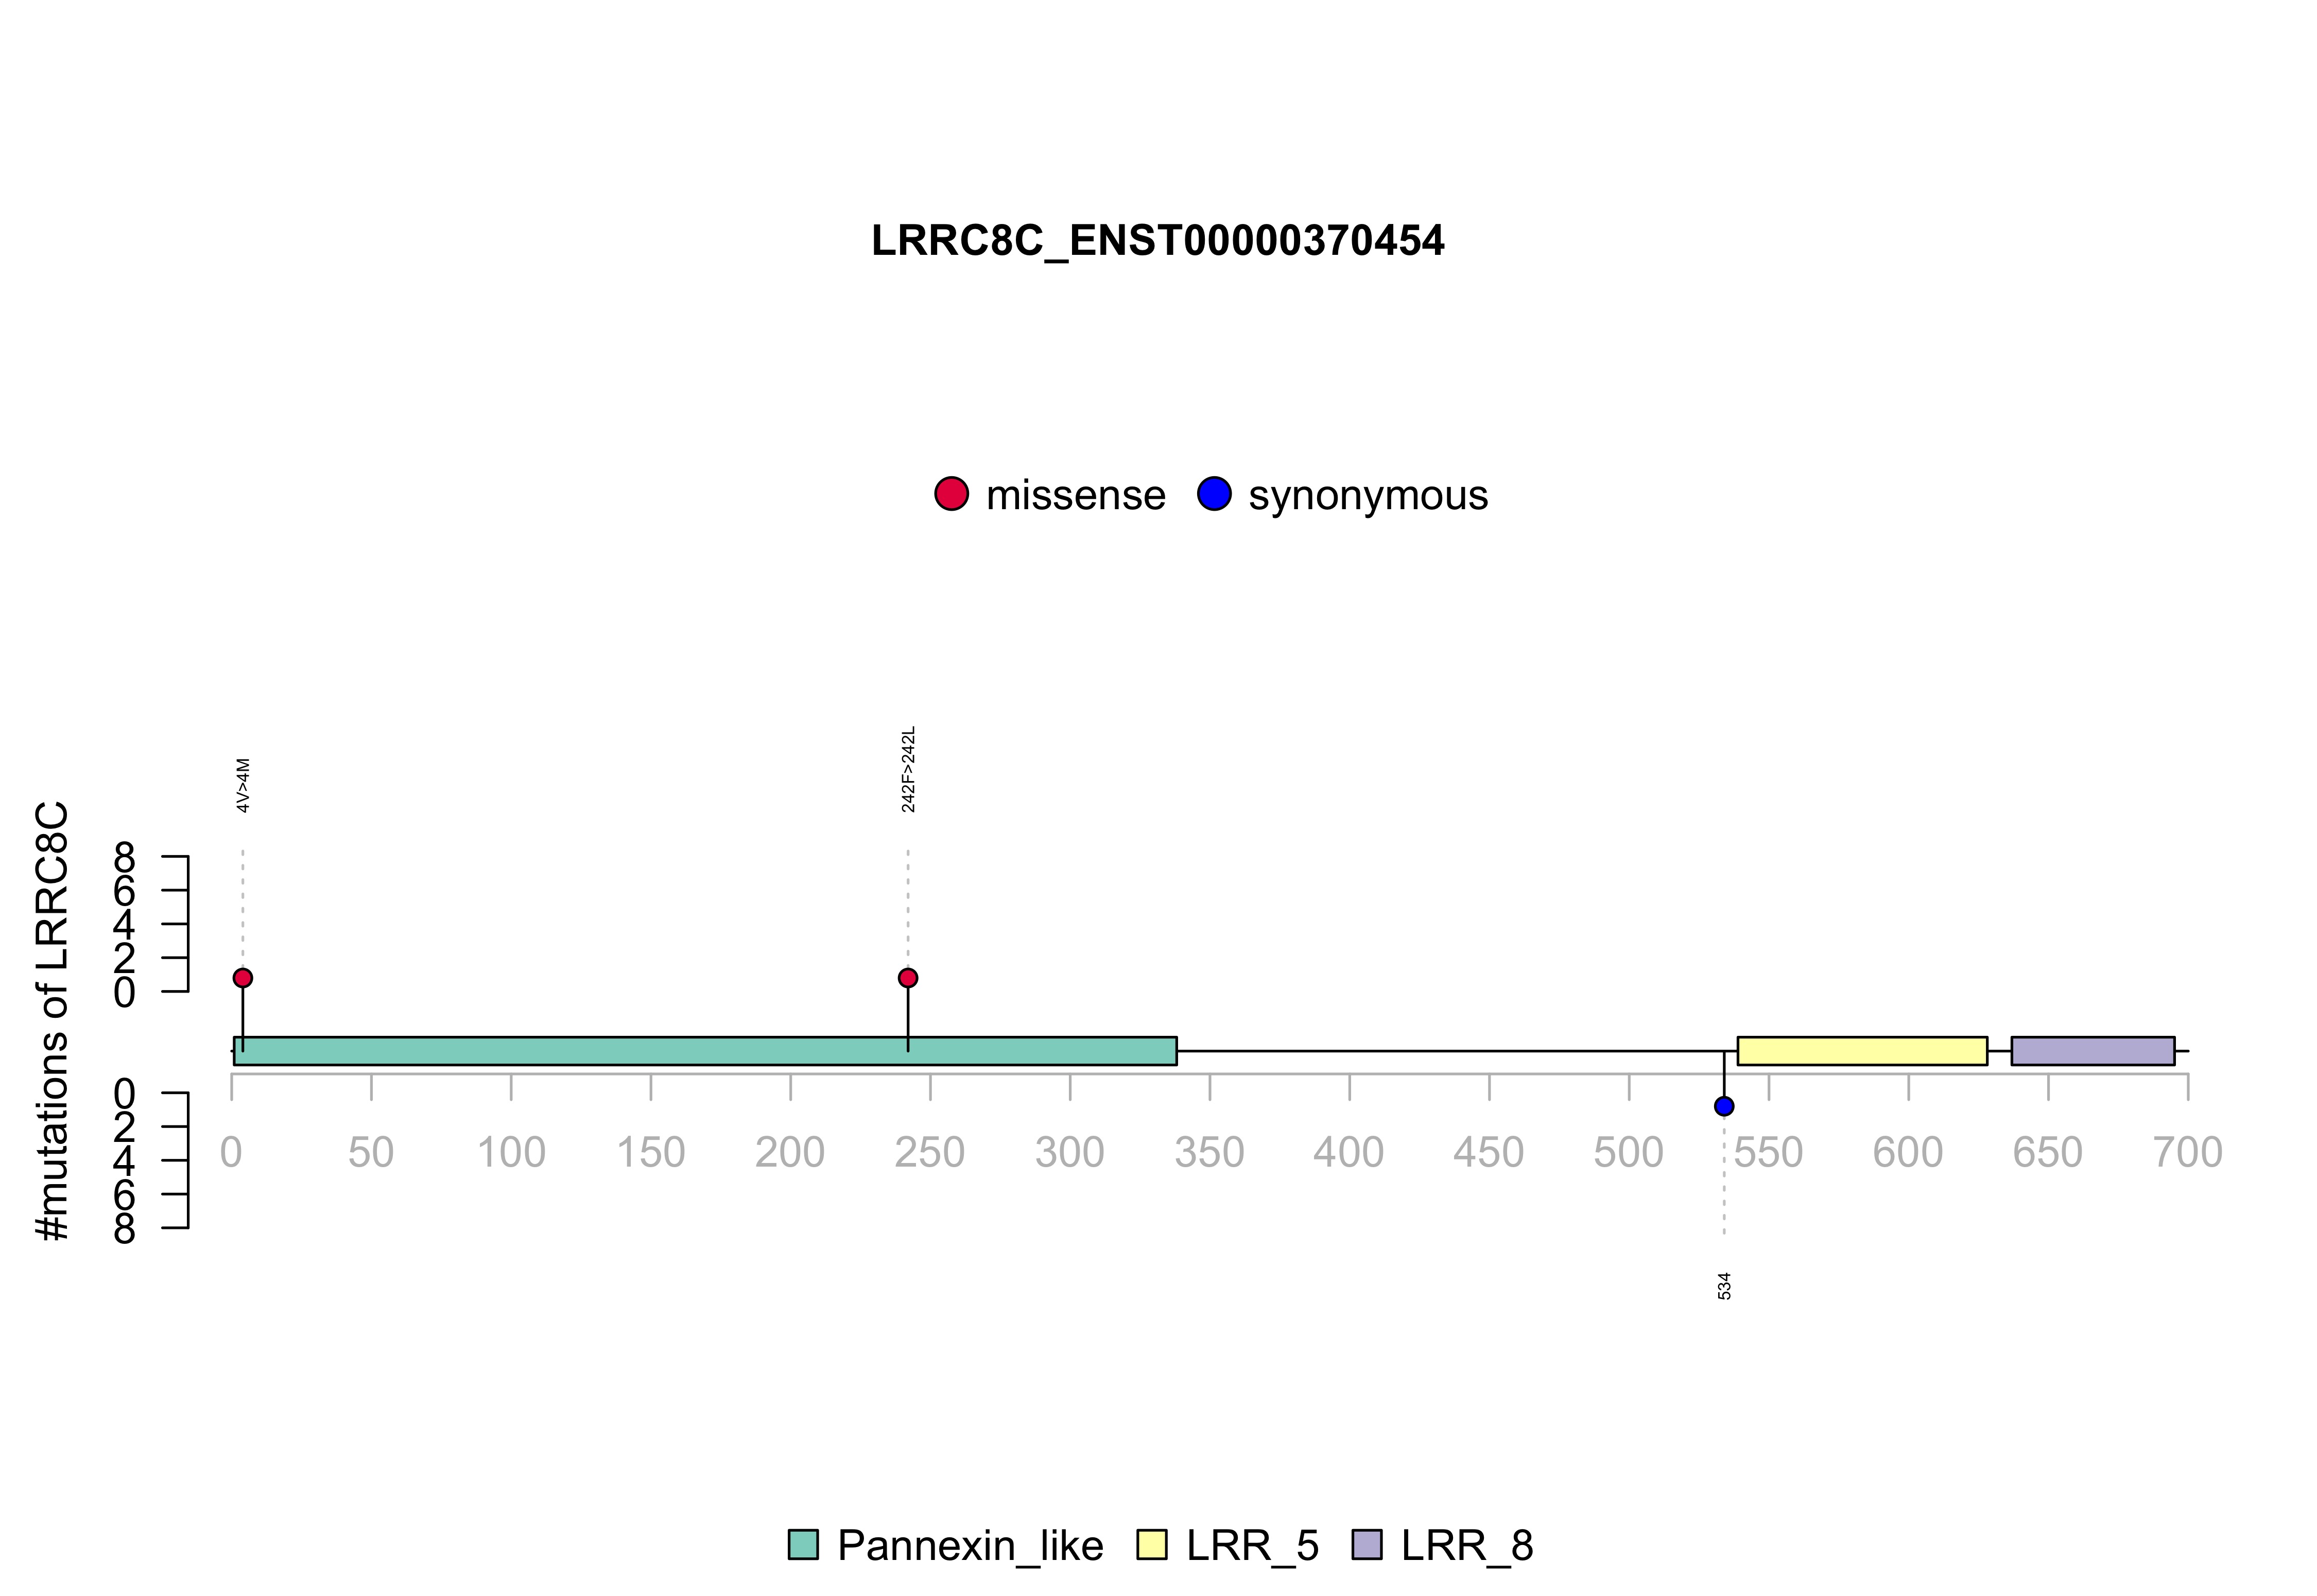 LRRC8C_ENST00000370454
missense synonymous
4V>4M
242F>242L
#mutations of LRRC8C
8
6
4
2
0
0
2
4
6
8
0 50 100 150 200 250 300 350 400 450 500 550 600 650 700
534
Pannexin_like LRR_5 LRR_8